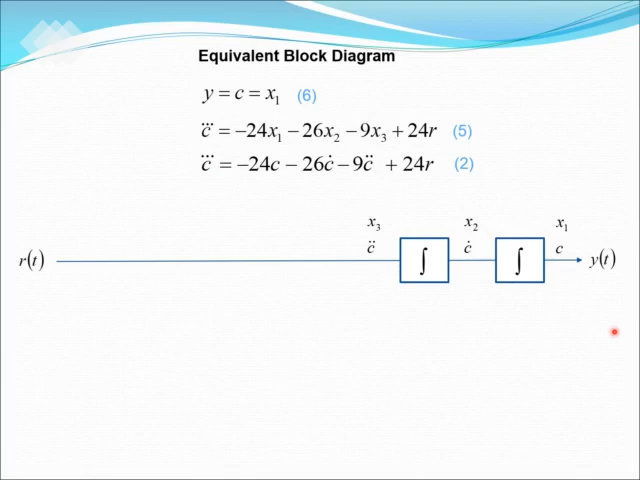 Equivalent Block Diagram
y = c = x₁ (6)
c⃛ = −24x₁ − 26x₂ − 9x₃ + 24r (5)
c⃛ = −24c − 26ċ − 9c̈ + 24r (2)
x₃ x₂ x₁
c̈ ċ c
r(t) ∫ ∫ y(t)